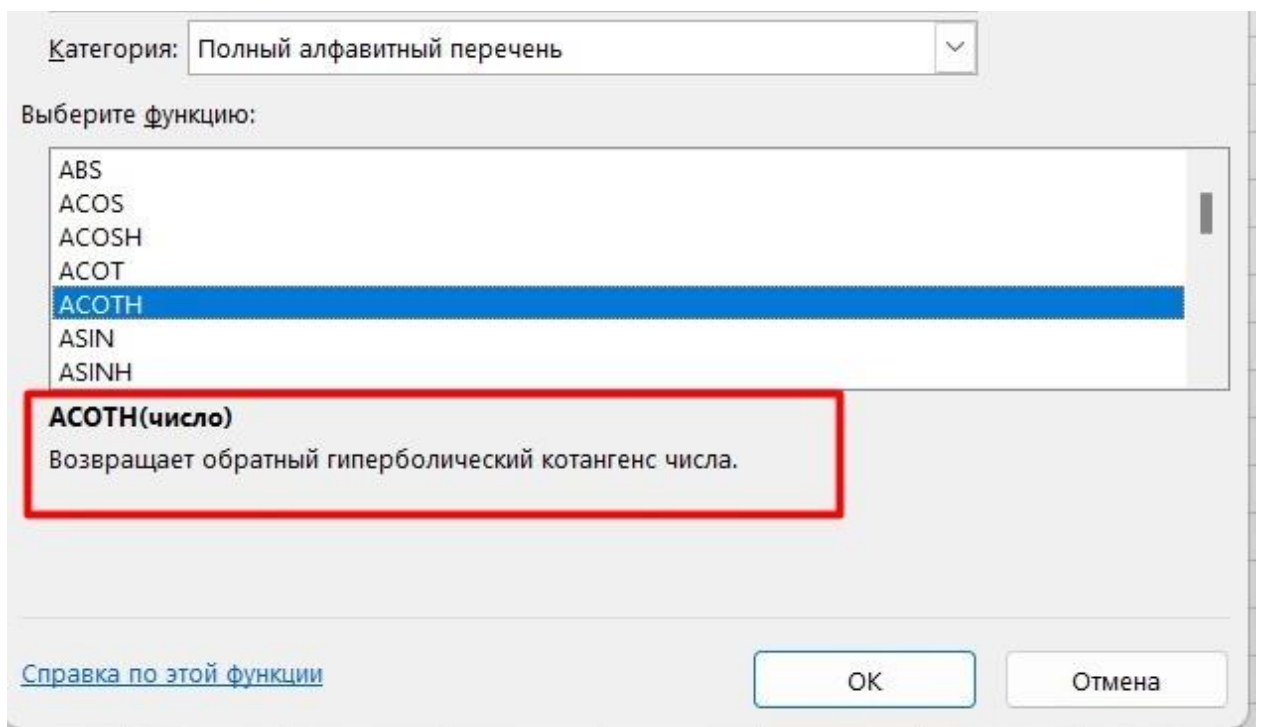 Категория: Полный алфавитный перечень
Выберите функцию:
ABS
ACOS
ACOSH
ACOT
ACOTH
ASIN
ASINH
ACOTH(число)
Возвращает обратный гиперболический котангенс числа.
Справка по этой функции OK Отмена